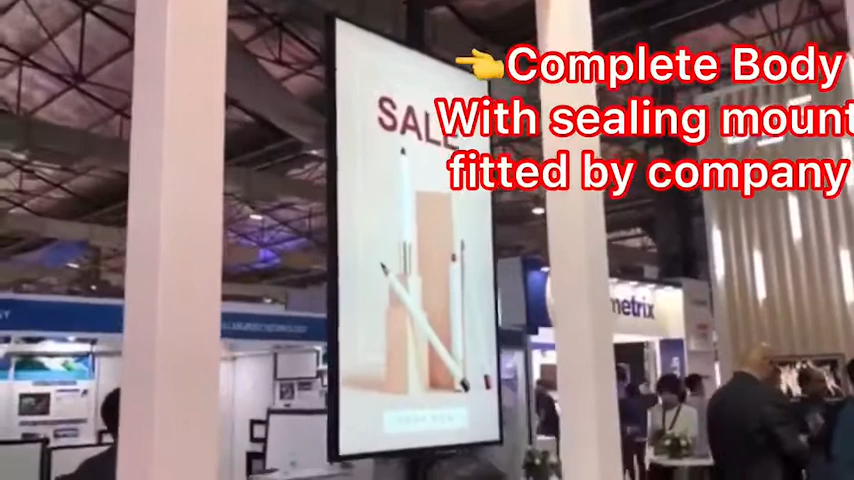 👉Complete Body
With sealing mount
fitted by company
SALE
metrix